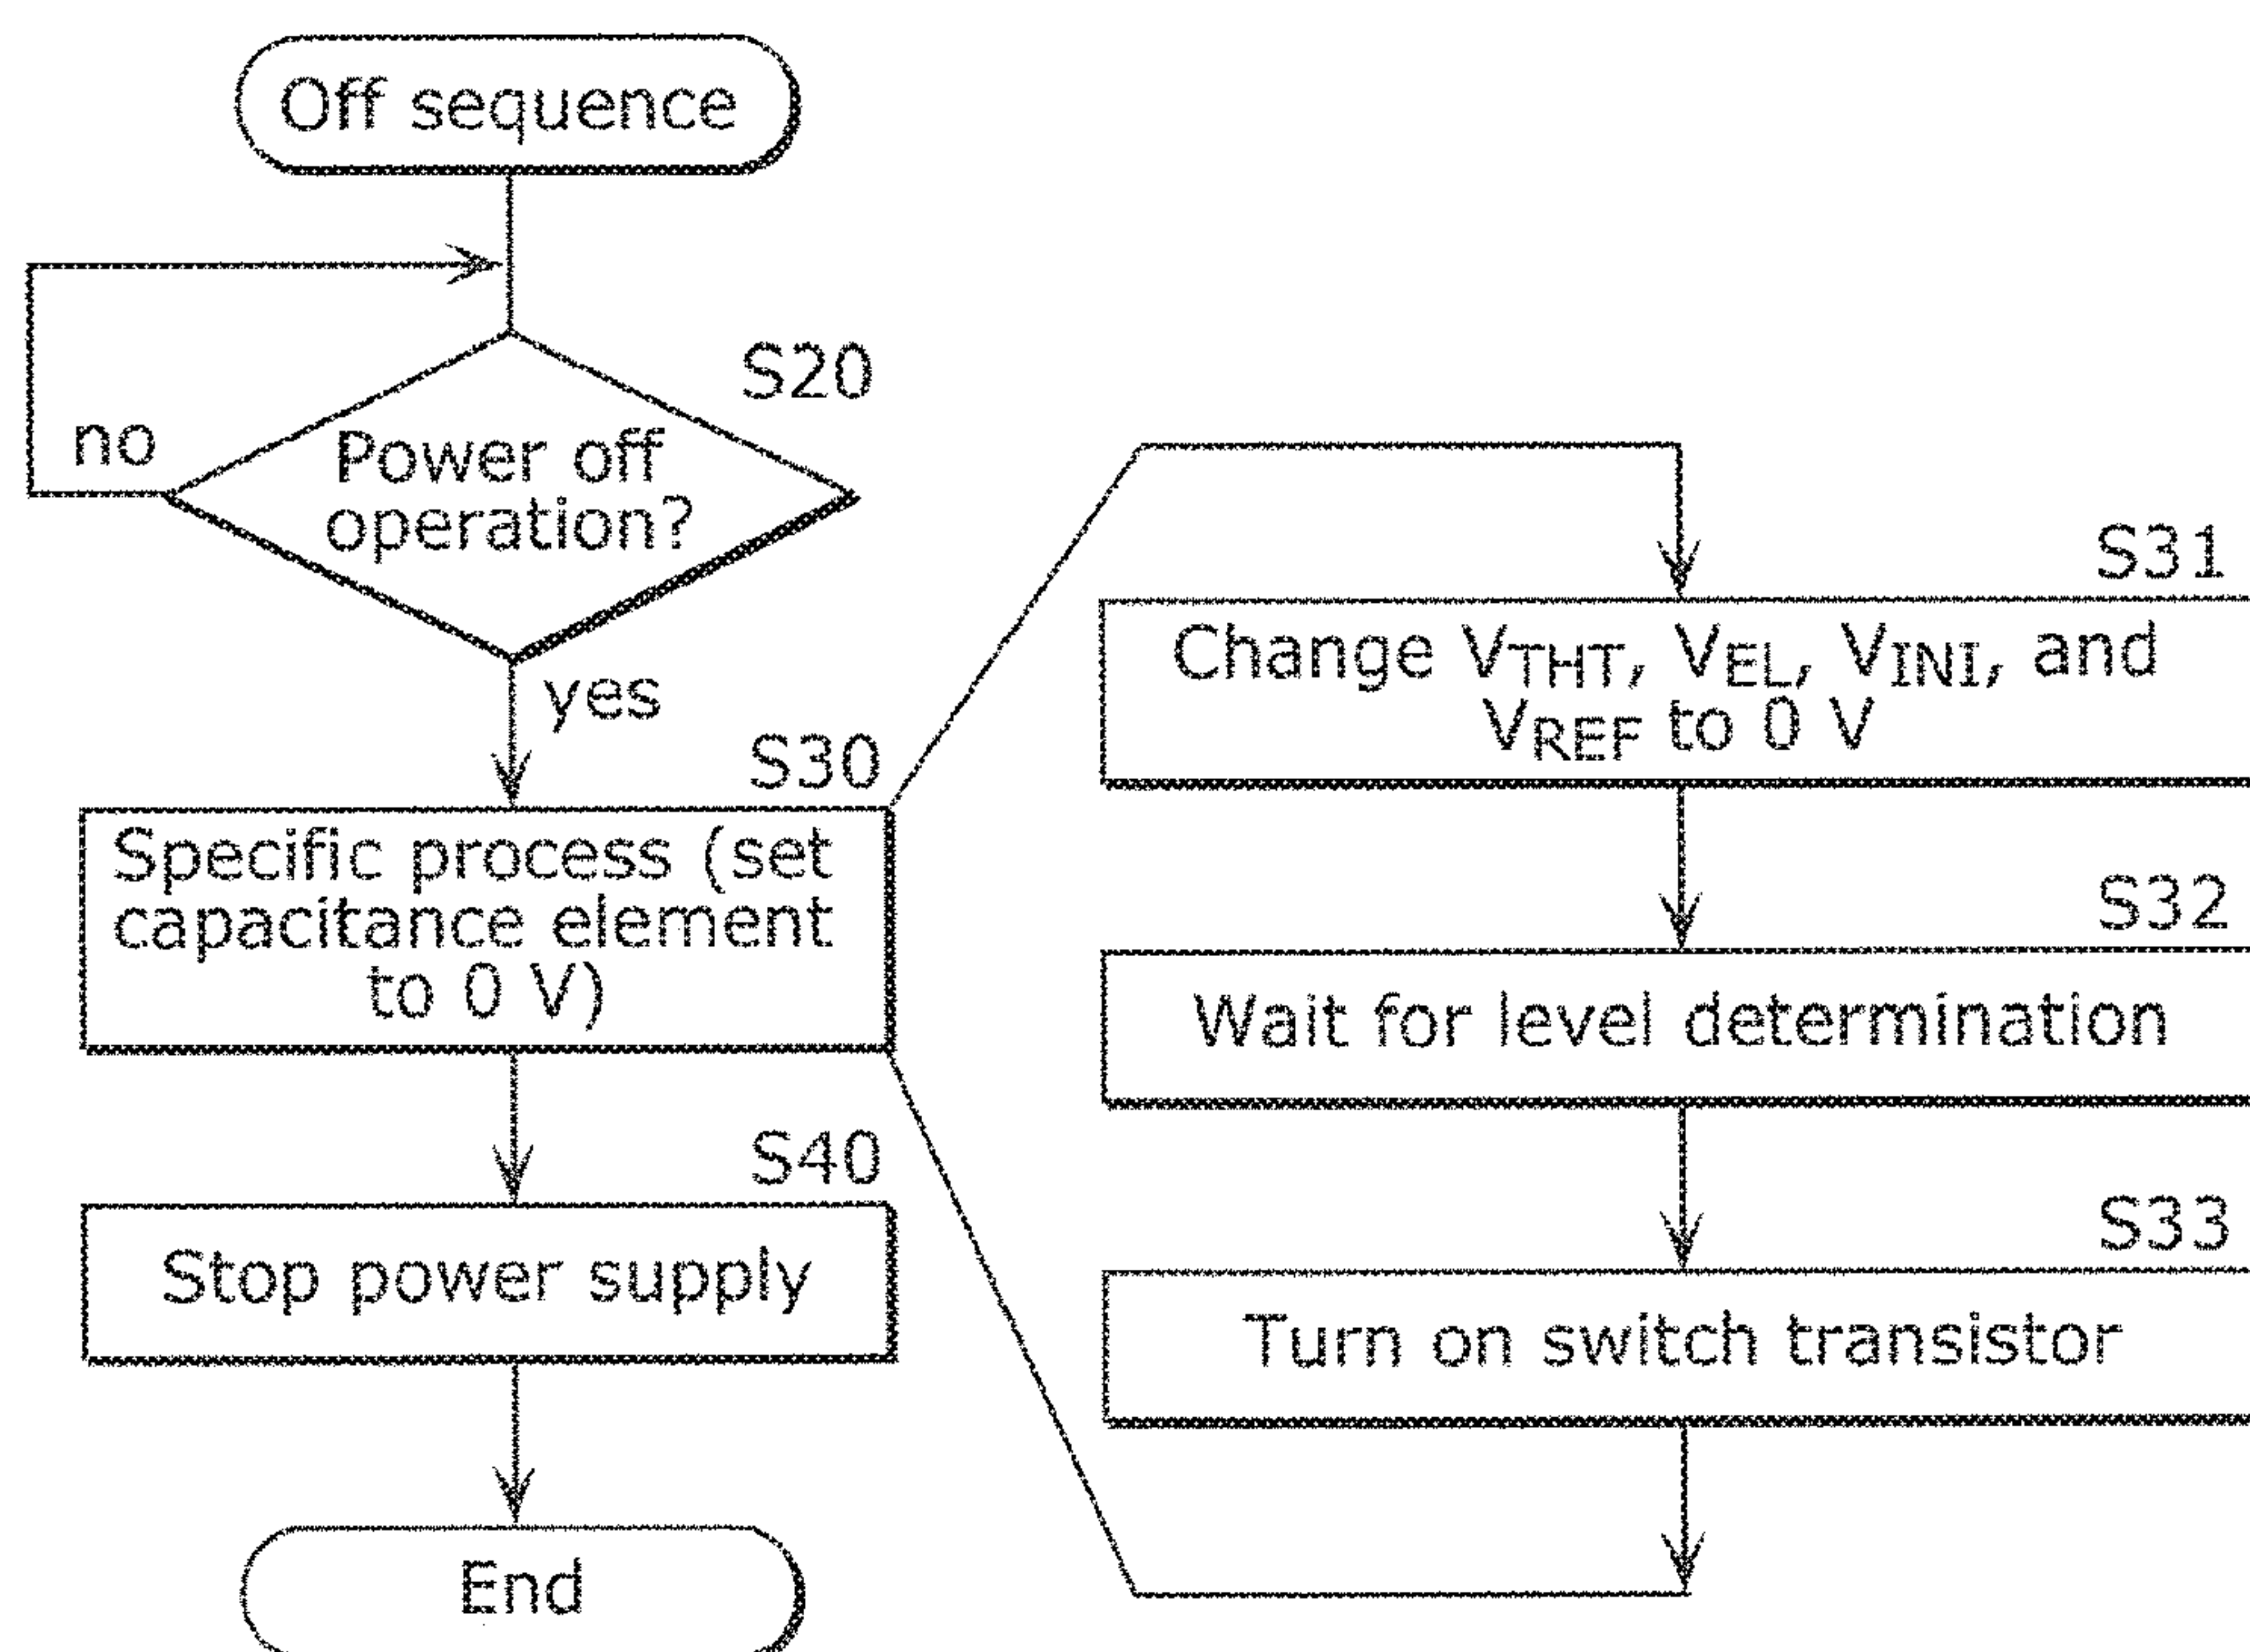 Off sequence
S20
no
Power off
operation?
yes
S30
Specific process (set
capacitance element
to 0 V)
S40
Stop power supply
End
S31
Change VTHT, VEL, VINI, and
VREF to 0 V
S32
Wait for level determination
S33
Turn on switch transistor